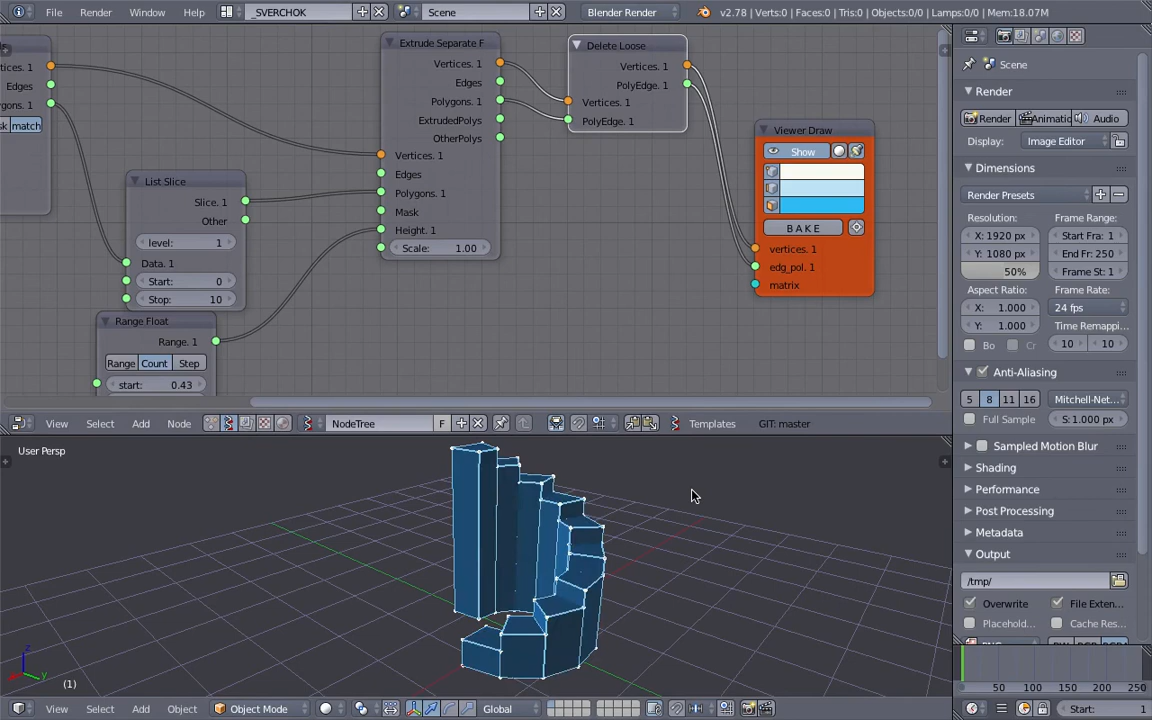 File Render Window Help _SVERCHOK Scene Blender Render v2.78 | Verts:0 | Faces:0 | Tris:0 | Objects:0/0 | Lamps:0/0 | Mem:18.07M
Vertices. 1
Edges
match
Extrude Separate F
Vertices. 1
Edges
Polygons. 1
ExtrudedPolys
OtherPolys
Vertices. 1
Edges
Polygons. 1
Mask
Height. 1
Scale: 1.00
Delete Loose
Vertices. 1
PolyEdge. 1
Vertices. 1
PolyEdge. 1
List Slice
Slice. 1
Other
level: 1
Data. 1
Start: 0
Stop: 10
Range Float
Range. 1
Range Count Step
start: 0.43
Viewer Draw
Show
BAKE
vertices. 1
edg_pol. 1
matrix
View Select Add Node NodeTree F Templates GIT: master
User Persp
(1)
View Select Add Object Object Mode Global
Scene
Render
Render Animatic Audio
Display: Image Editor
Dimensions
Render Presets
Resolution: Frame Range:
X: 1920 px Start Fra: 1
Y: 1080 px End Fr: 250
50% Frame St: 1
Aspect Ratio: Frame Rate:
X: 1.000 24 fps
Y: 1.000 Time Remappi...
Bo Cr 10 10
Anti-Aliasing
5 8 11 16 Mitchell-Net...
Full Sample S: 1.000 px
Sampled Motion Blur
Shading
Performance
Post Processing
Metadata
Output
/tmp/
Overwrite File Exten...
Placehold... Cache Res...
50 100 150 200 250
Start: 1